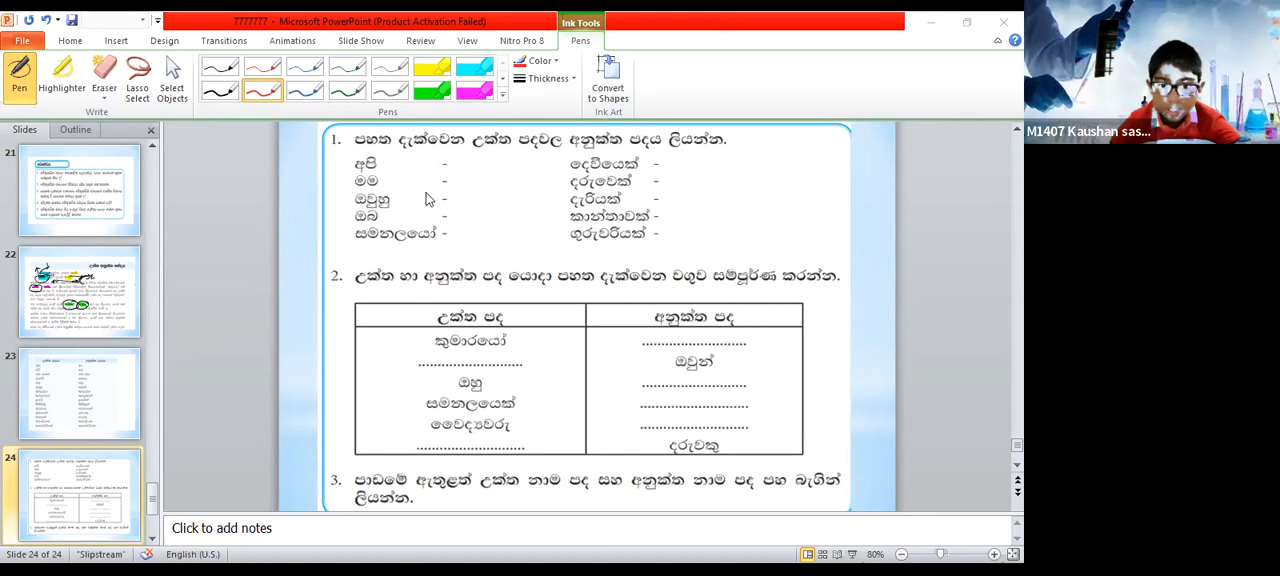 7777777 - Microsoft PowerPoint (Product Activation Failed)
Ink Tools
File Home Insert Design Transitions Animations Slide Show Review View Nitro Pro 8 Pens
Pen Highlighter Eraser Lasso Select Select Objects
Color
Thickness
Convert to Shapes
Write Pens Ink Art
M1407 Kaushan sas...
Slides Outline
21
22
23
24
1. පහත දැක්වෙන උක්ත පදවල අනුක්ත පදය ලියන්න.
අපි - දෙවියෙක් -
මම - දරුවෙක් -
ඔවුහු - දැරියක් -
ඔබ - කාන්තාවක් -
සමනලයෝ - ගුරුවරියක් -
2. උක්ත හා අනුක්ත පද යොදා පහත දැක්වෙන වගුව සම්පූර්ණ කරන්න.
උක්ත පද අනුක්ත පද
කුමාරයෝ ...........................
........................... ඔවුන්
ඔහු ...........................
සමනලයෙක් ............................
වෛද්‍යවරු ............................
............................ දරුවකු
3. පාඩමේ ඇතුළත් උක්ත නාම පද සහ අනුක්ත නාම පද පහ බැගින්
ලියන්න.
Click to add notes
Slide 24 of 24 "Slipstream" English (U.S.) 80%